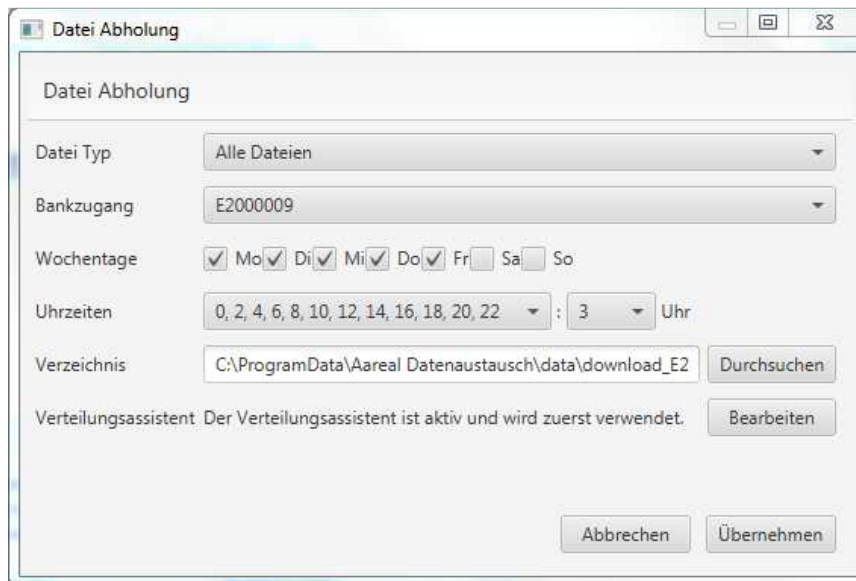 Datei Abholung
Datei Abholung
Datei Typ Alle Dateien
Bankzugang E2000009
Wochentage Mo Di Mi Do Fr Sa So
Uhrzeiten 0, 2, 4, 6, 8, 10, 12, 14, 16, 18, 20, 22 : 3 Uhr
Verzeichnis C:\ProgramData\Aareal Datenaustausch\data\download_E2 Durchsuchen
Verteilungsassistent Der Verteilungsassistent ist aktiv und wird zuerst verwendet. Bearbeiten
Abbrechen Übernehmen